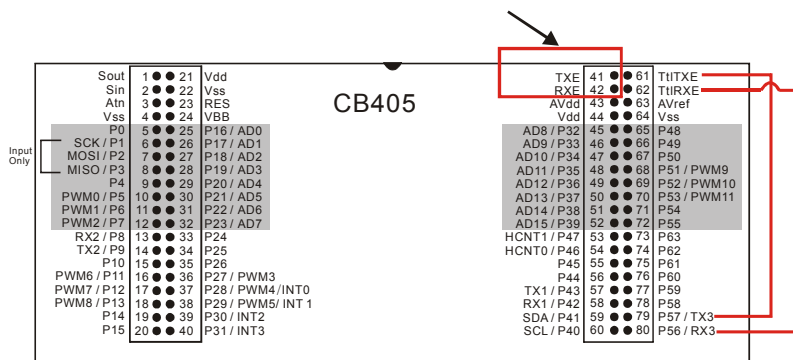 CB405
Sout 1 21 Vdd
Sin 2 22 Vss
Atn 3 23 RES
Vss 4 24 VBB
P0 5 25 P16 / AD0
SCK / P1 6 26 P17 / AD1
Input Only
MOSI / P2 7 27 P18 / AD2
MISO / P3 8 28 P19 / AD3
P4 9 29 P20 / AD4
PWM0 / P5 10 30 P21 / AD5
PWM1 / P6 11 31 P22 / AD6
PWM2 / P7 12 32 P23 / AD7
RX2 / P8 13 33 P24
TX2 / P9 14 34 P25
P10 15 35 P26
PWM6 / P11 16 36 P27 / PWM3
PWM7 / P12 17 37 P28 / PWM4/INT0
PWM8 / P13 18 38 P29 / PWM5/ INT 1
P14 19 39 P30 / INT2
P15 20 40 P31 / INT3
TXE 41 61 TtlTXE
RXE 42 62 TtlRXE
AVdd 43 63 AVref
Vdd 44 64 Vss
AD8 / P32 45 65 P48
AD9 / P33 46 66 P49
AD10 / P34 47 67 P50
AD11 / P35 48 68 P51 / PWM9
AD12 / P36 49 69 P52 / PWM10
AD13 / P37 50 70 P53 / PWM11
AD14 / P38 51 71 P54
AD15 / P39 52 72 P55
HCNT1 / P47 53 73 P63
HCNT0 / P46 54 74 P62
P45 55 75 P61
P44 56 76 P60
TX1 / P43 57 77 P59
RX1 / P42 58 78 P58
SDA / P41 59 79 P57 / TX3
SCL / P40 60 80 P56 / RX3